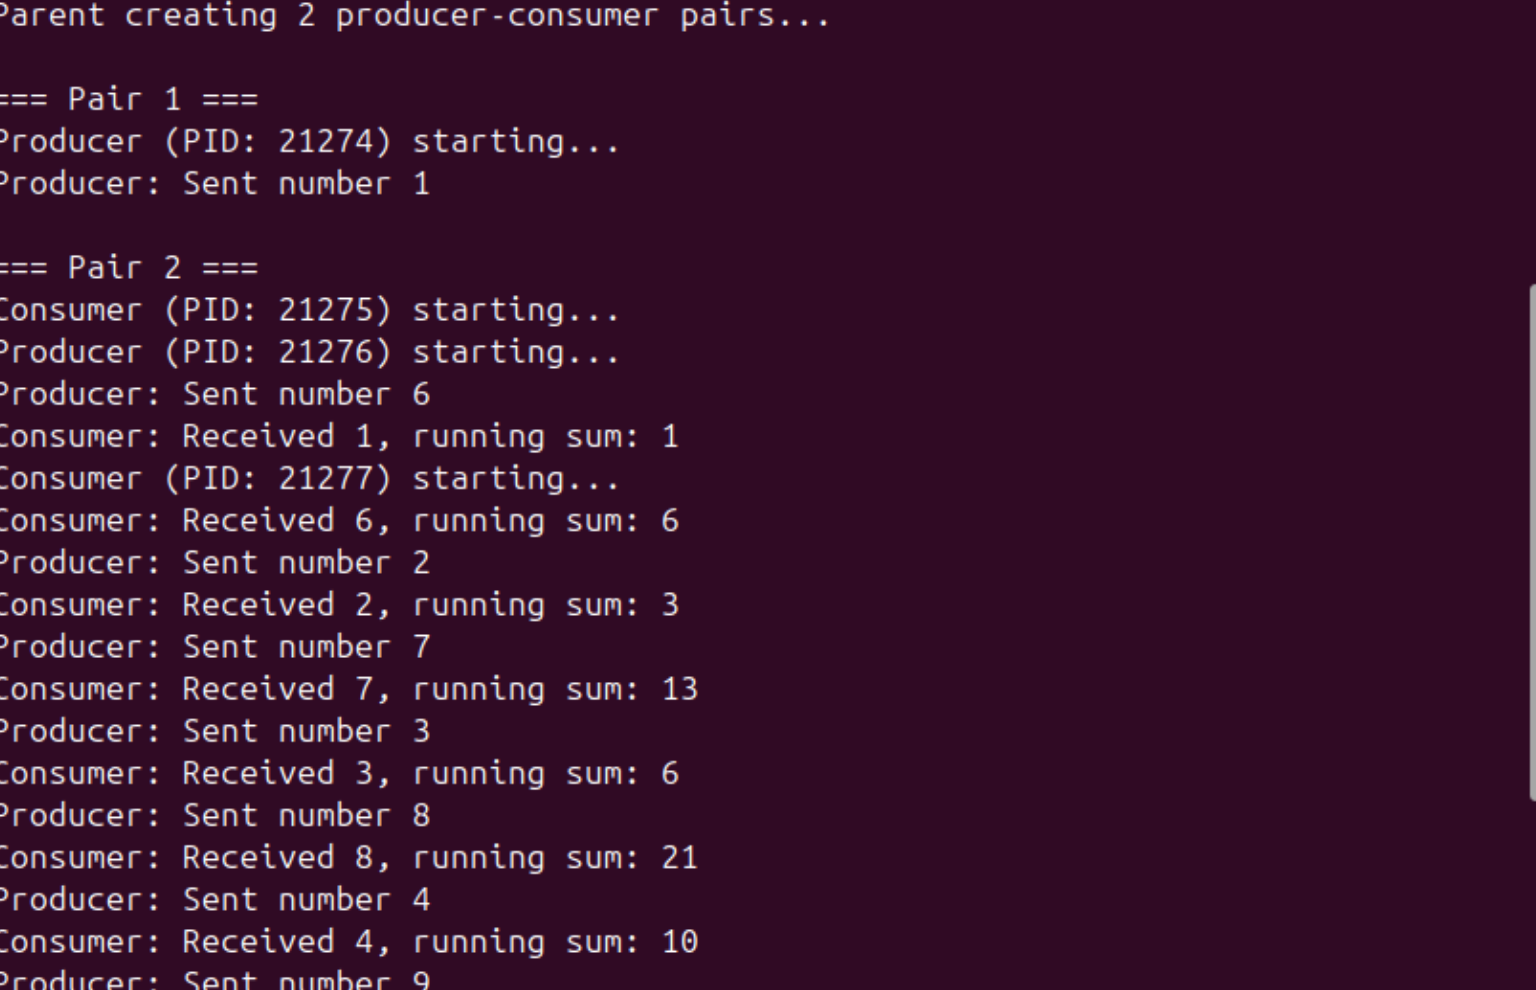 Parent creating 2 producer-consumer pairs...
=== Pair 1 ===
Producer (PID: 21274) starting...
Producer: Sent number 1
=== Pair 2 ===
Consumer (PID: 21275) starting...
Producer (PID: 21276) starting...
Producer: Sent number 6
Consumer: Received 1, running sum: 1
Consumer (PID: 21277) starting...
Consumer: Received 6, running sum: 6
Producer: Sent number 2
Consumer: Received 2, running sum: 3
Producer: Sent number 7
Consumer: Received 7, running sum: 13
Producer: Sent number 3
Consumer: Received 3, running sum: 6
Producer: Sent number 8
Consumer: Received 8, running sum: 21
Producer: Sent number 4
Consumer: Received 4, running sum: 10
Producer: Sent number 9